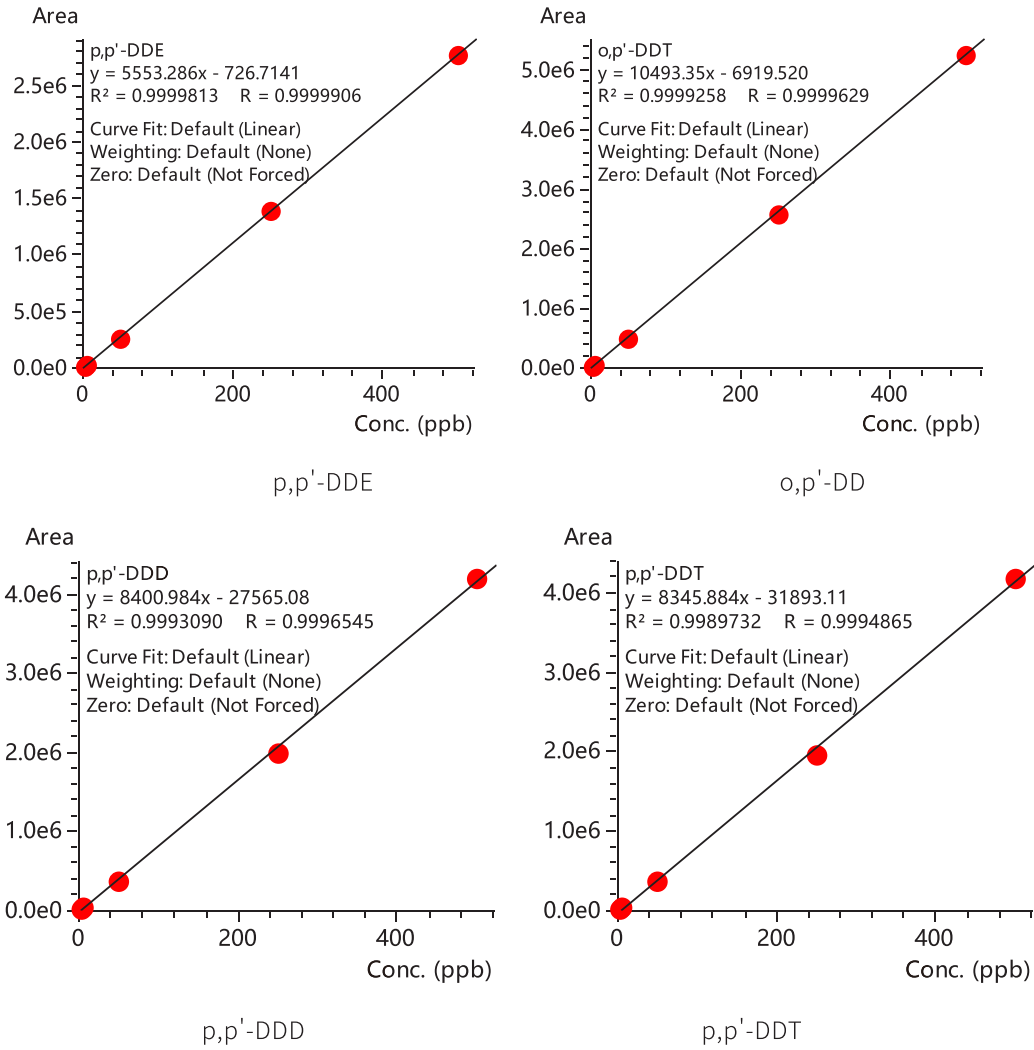 Area
p,p'-DDE
y = 5553.286x - 726.7141
R² = 0.9999813 R = 0.9999906
Curve Fit: Default (Linear)
Weighting: Default (None)
Zero: Default (Not Forced)
2.5e6
2.0e6
1.5e6
1.0e6
5.0e5
0.0e0
0 200 400
Conc. (ppb)
p,p'-DDE
Area
o,p'-DDT
y = 10493.35x - 6919.520
R² = 0.9999258 R = 0.9999629
Curve Fit: Default (Linear)
Weighting: Default (None)
Zero: Default (Not Forced)
5.0e6
4.0e6
3.0e6
2.0e6
1.0e6
0.0e0
0 200 400
Conc. (ppb)
o,p'-DD
Area
p,p'-DDD
y = 8400.984x - 27565.08
R² = 0.9993090 R = 0.9996545
Curve Fit: Default (Linear)
Weighting: Default (None)
Zero: Default (Not Forced)
4.0e6
3.0e6
2.0e6
1.0e6
0.0e0
0 200 400
Conc. (ppb)
p,p'-DDD
Area
p,p'-DDT
y = 8345.884x - 31893.11
R² = 0.9989732 R = 0.9994865
Curve Fit: Default (Linear)
Weighting: Default (None)
Zero: Default (Not Forced)
4.0e6
3.0e6
2.0e6
1.0e6
0.0e0
0 200 400
Conc. (ppb)
p,p'-DDT